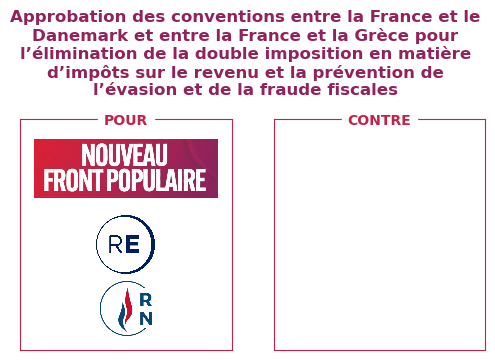 Approbation des conventions entre la France et le
Danemark et entre la France et la Grèce pour
l’élimination de la double imposition en matière
d’impôts sur le revenu et la prévention de
l’évasion et de la fraude fiscales
POUR
CONTRE
NOUVEAU
FRONT POPULAIRE
RE
R
N